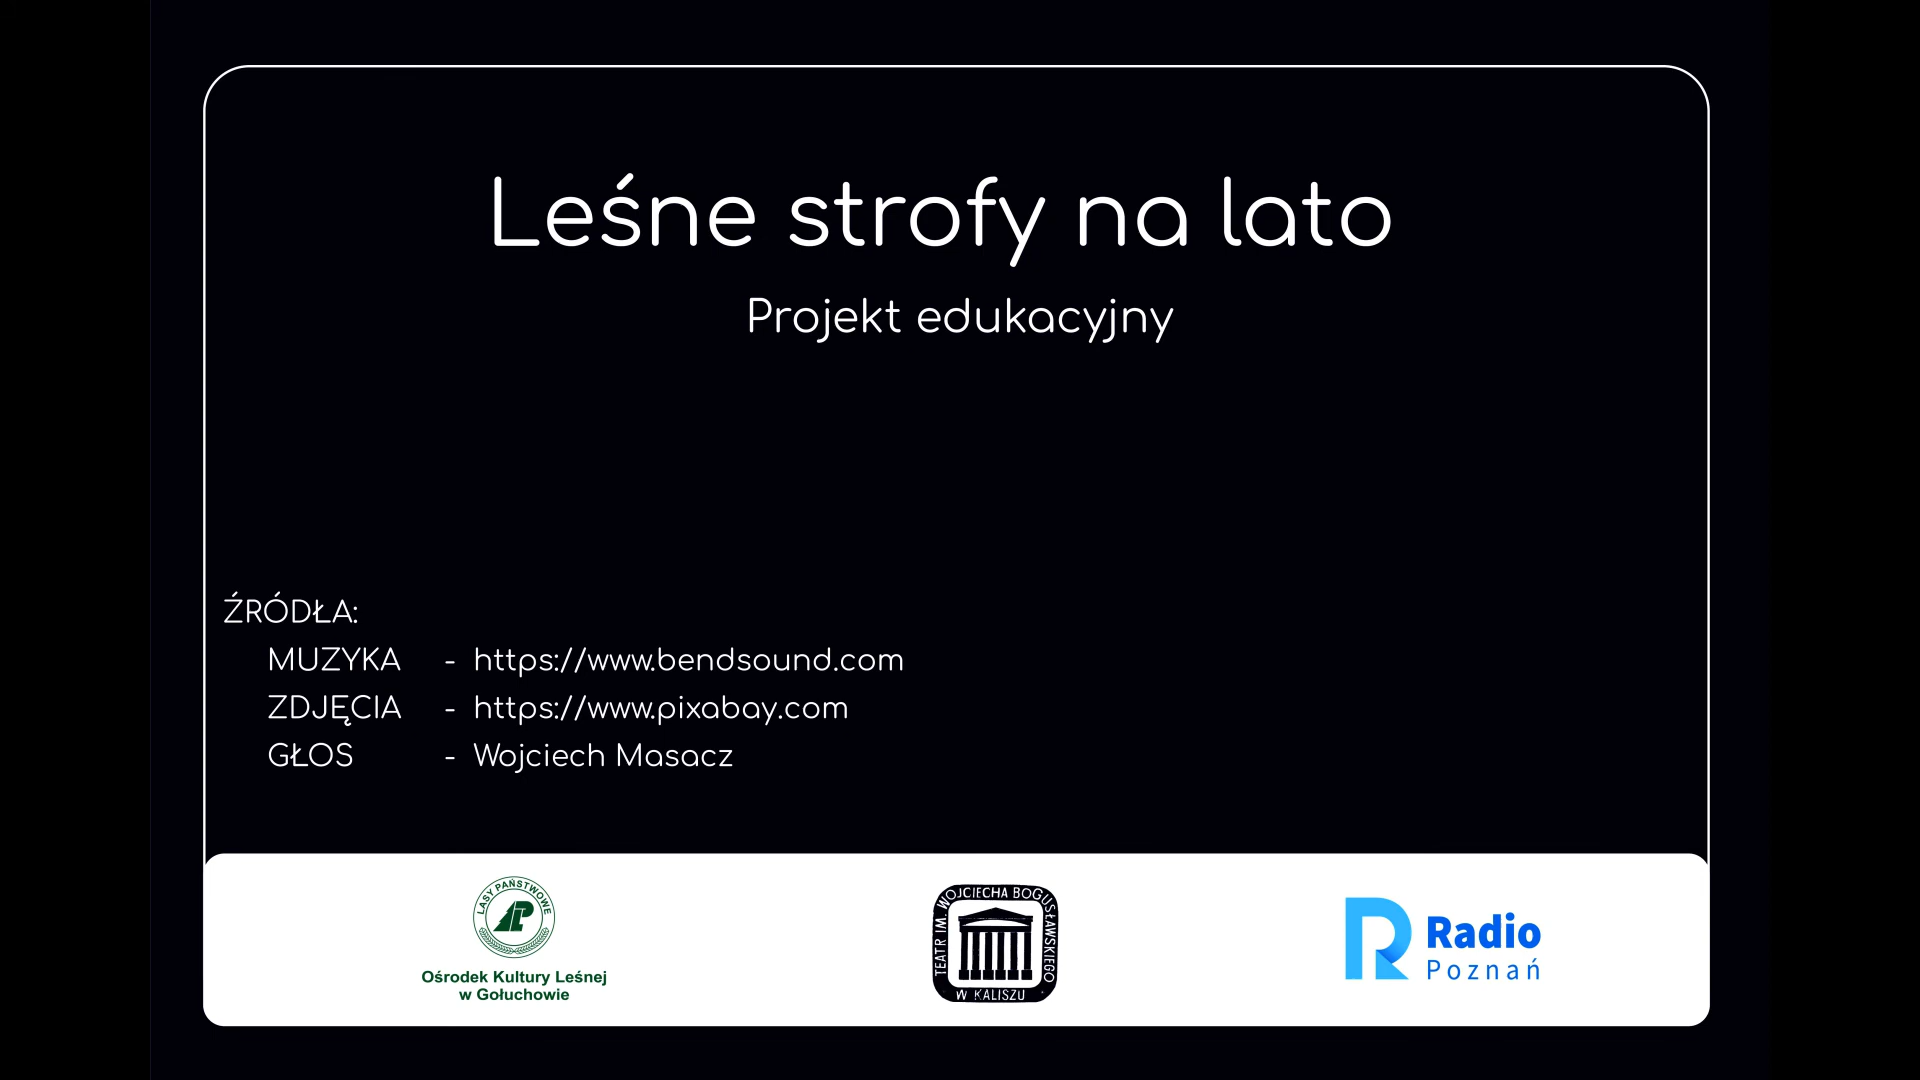 Leśne strofy na lato
Projekt edukacyjny
ŹRÓDŁA:
MUZYKA - https://www.bendsound.com
ZDJĘCIA - https://www.pixabay.com
GŁOS - Wojciech Masacz
LASY PAŃSTWOWE
Ośrodek Kultury Leśnej
w Gołuchowie
TEATR IM. WOJCIECHA BOGUSŁAWSKIEGO
W KALISZU
Radio
Poznań